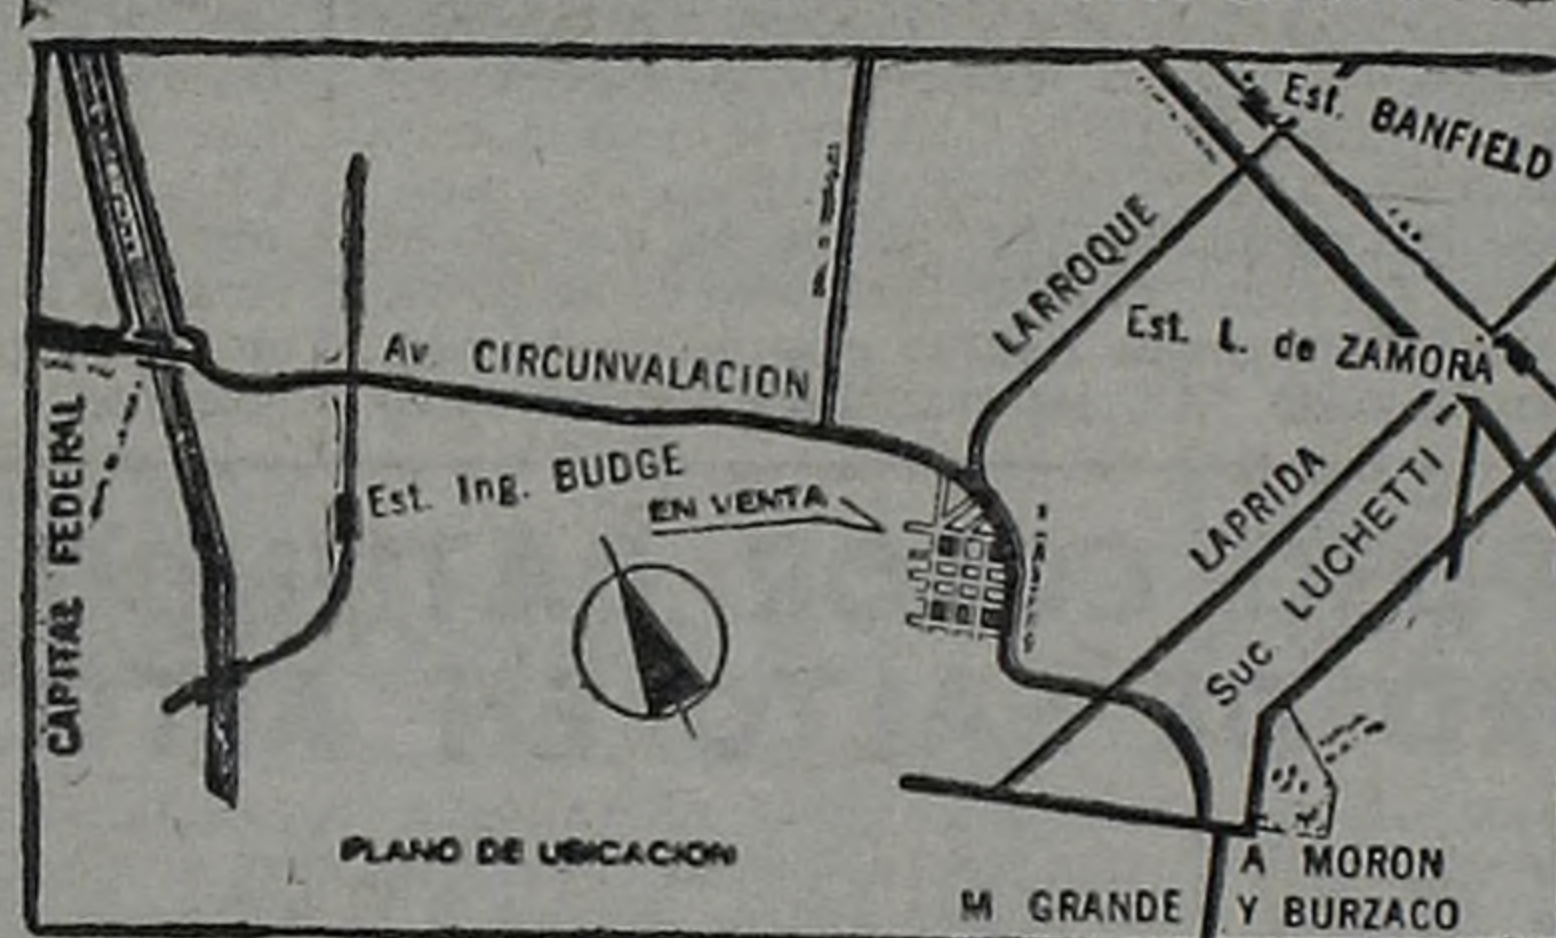 Est. BANFIELD
LARROQUE
Est. L. de ZAMORA
Av. CIRCUNVALACION
Est. Ing. BUDGE
EN VENTA
CAPITAL FEDERAL
LAPRIDA
Suc LUCHETTI
PLANO DE UBICACION
A MORON
M GRANDE Y BURZACO